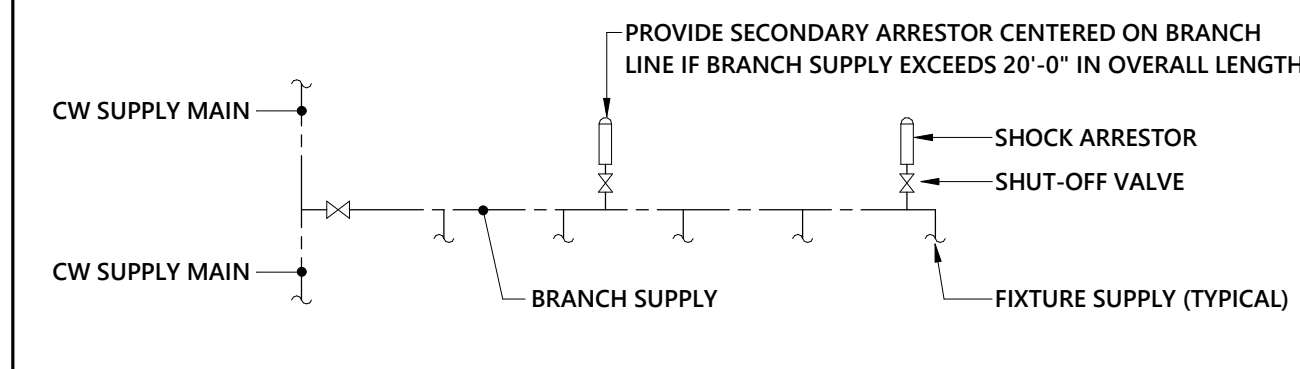 PROVIDE SECONDARY ARRESTOR CENTERED ON BRANCH
LINE IF BRANCH SUPPLY EXCEEDS 20'-0" IN OVERALL LENGTH
CW SUPPLY MAIN
SHOCK ARRESTOR
SHUT-OFF VALVE
CW SUPPLY MAIN
BRANCH SUPPLY
FIXTURE SUPPLY (TYPICAL)